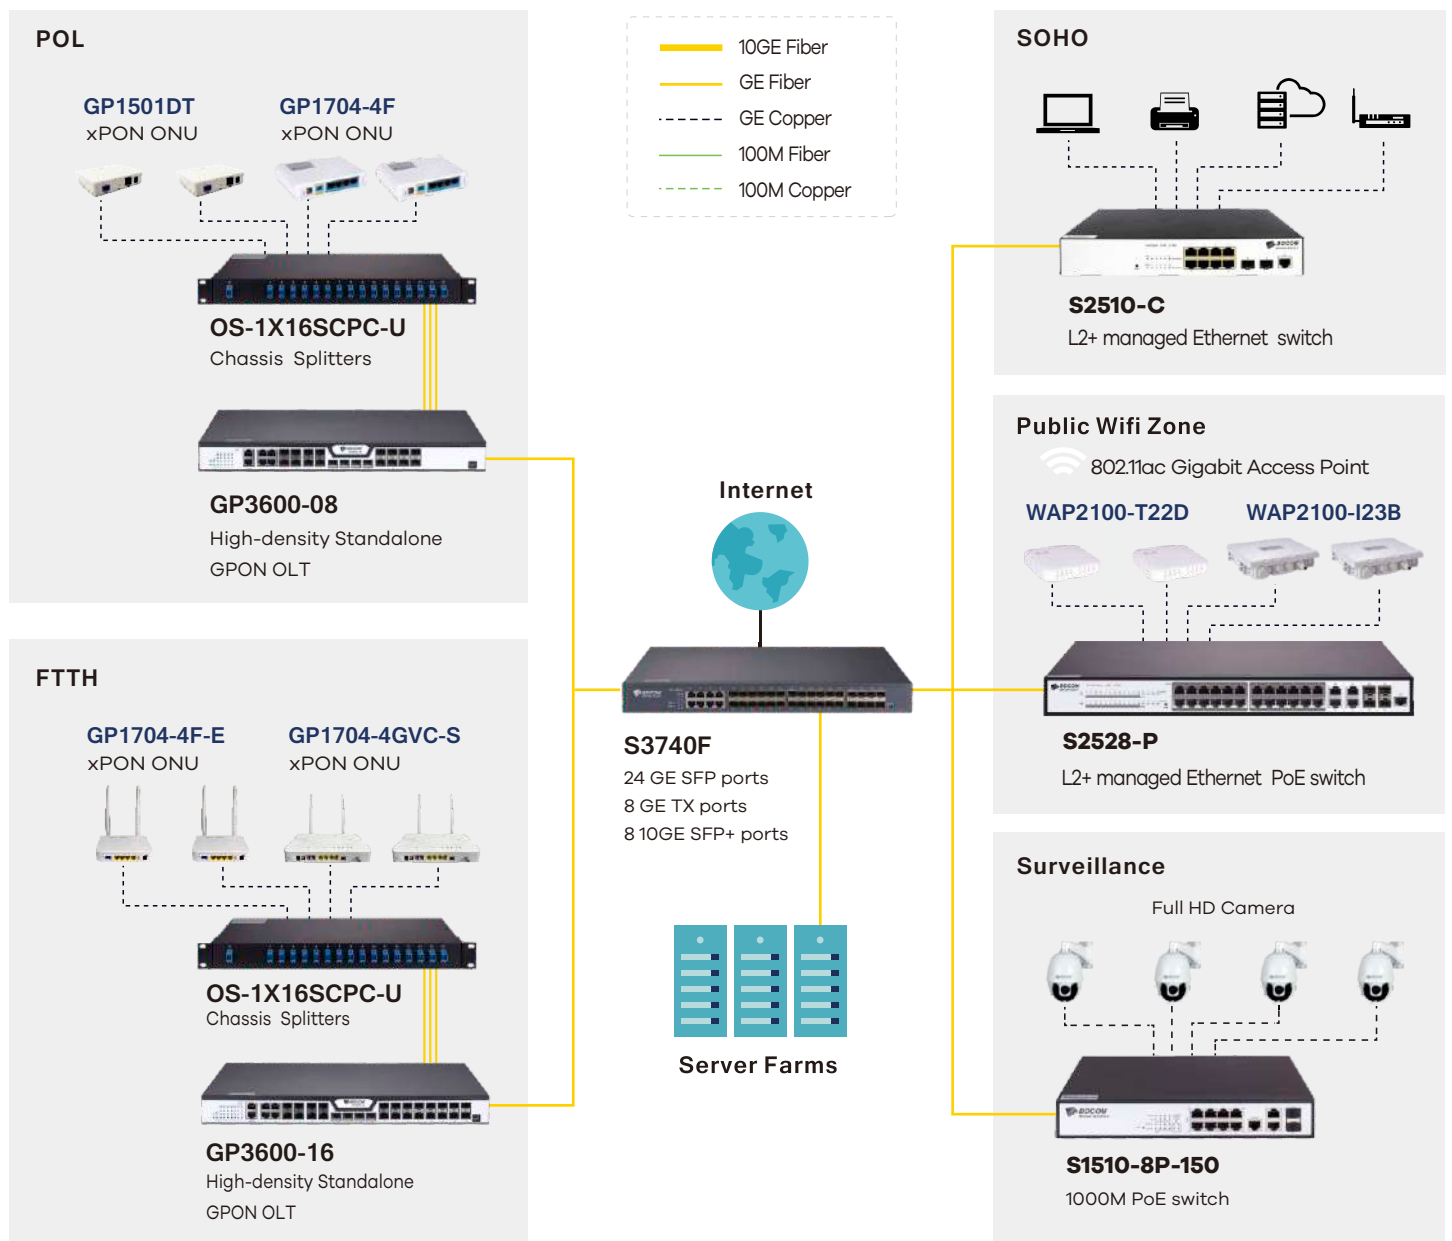 POL
GP1501DT
xPON ONU
GP1704-4F
xPON ONU
OS-1X16SCPC-U
Chassis Splitters
GP3600-08
High-density Standalone
GPON OLT
FTTH
GP1704-4F-E
xPON ONU
GP1704-4GVC-S
xPON ONU
OS-1X16SCPC-U
Chassis Splitters
GP3600-16
High-density Standalone
GPON OLT
10GE Fiber
GE Fiber
GE Copper
100M Fiber
100M Copper
Internet
S3740F
24 GE SFP ports
8 GE TX ports
8 10GE SFP+ ports
Server Farms
SOHO
BDCOM
S2510-C
L2+ managed Ethernet switch
Public Wifi Zone
802.11ac Gigabit Access Point
WAP2100-T22D
WAP2100-I23B
BDCOM
S2528-P
L2+ managed Ethernet PoE switch
Surveillance
Full HD Camera
BDCOM
S1510-8P-150
1000M PoE switch